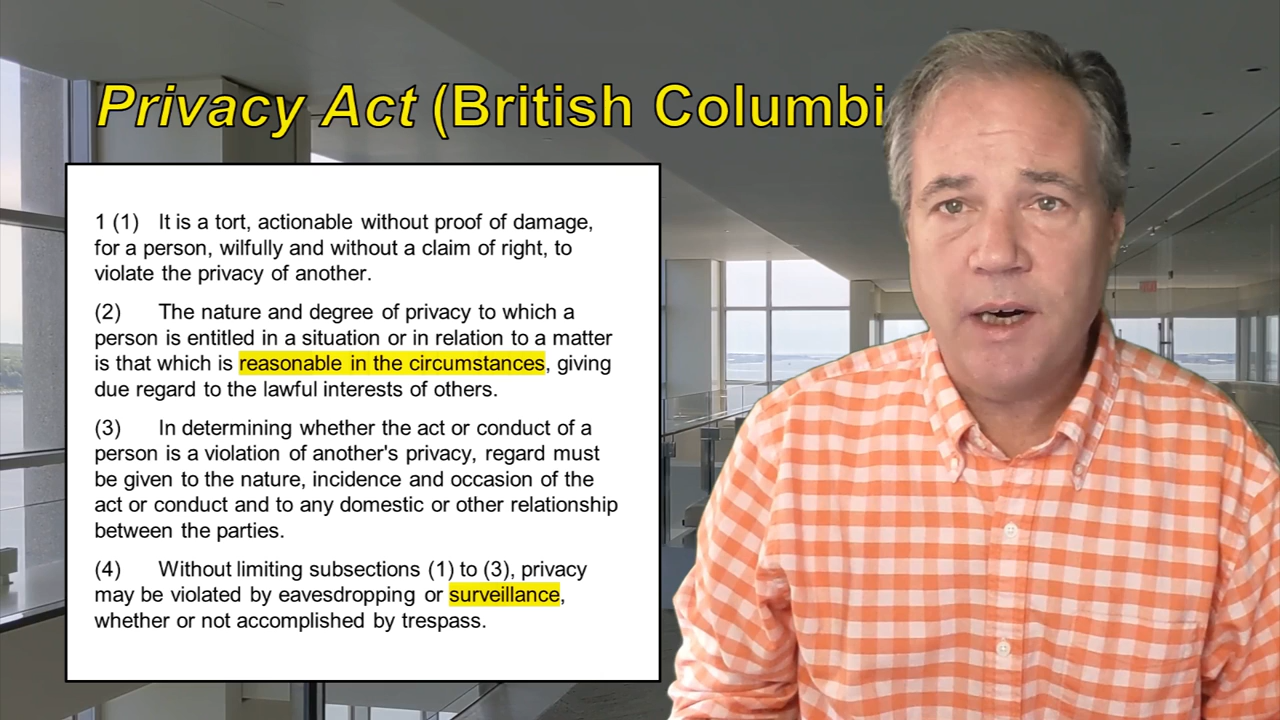 Privacy Act (British Columbi
1 (1) It is a tort, actionable without proof of damage,
for a person, wilfully and without a claim of right, to
violate the privacy of another.
(2) The nature and degree of privacy to which a
person is entitled in a situation or in relation to a matter
is that which is reasonable in the circumstances, giving
due regard to the lawful interests of others.
(3) In determining whether the act or conduct of a
person is a violation of another's privacy, regard must
be given to the nature, incidence and occasion of the
act or conduct and to any domestic or other relationship
between the parties.
(4) Without limiting subsections (1) to (3), privacy
may be violated by eavesdropping or surveillance,
whether or not accomplished by trespass.